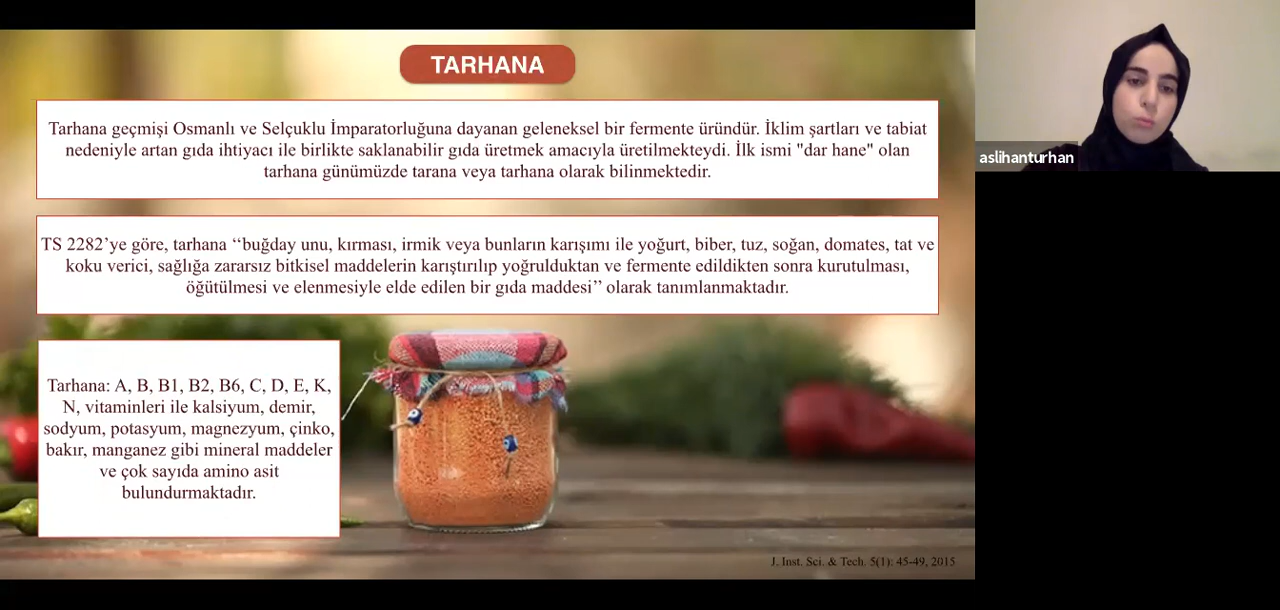 TARHANA
Tarhana geçmişi Osmanlı ve Selçuklu İmparatorluğuna dayanan geleneksel bir fermente üründür. İklim şartları ve tabiat
nedeniyle artan gıda ihtiyacı ile birlikte saklanabilir gıda üretmek amacıyla üretilmekteydi. İlk ismi "dar hane" olan
tarhana günümüzde tarana veya tarhana olarak bilinmektedir.
TS 2282’ye göre, tarhana ‘‘buğday unu, kırması, irmik veya bunların karışımı ile yoğurt, biber, tuz, soğan, domates, tat ve
koku verici, sağlığa zararsız bitkisel maddelerin karıştırılıp yoğrulduktan ve fermente edildikten sonra kurutulması,
öğütülmesi ve elenmesiyle elde edilen bir gıda maddesi’’ olarak tanımlanmaktadır.
Tarhana: A, B, B1, B2, B6, C, D, E, K,
N, vitaminleri ile kalsiyum, demir,
sodyum, potasyum, magnezyum, çinko,
bakır, manganez gibi mineral maddeler
ve çok sayıda amino asit
bulundurmaktadır.
J. Inst. Sci. & Tech. 5(1): 45-49, 2015
aslihanturhan